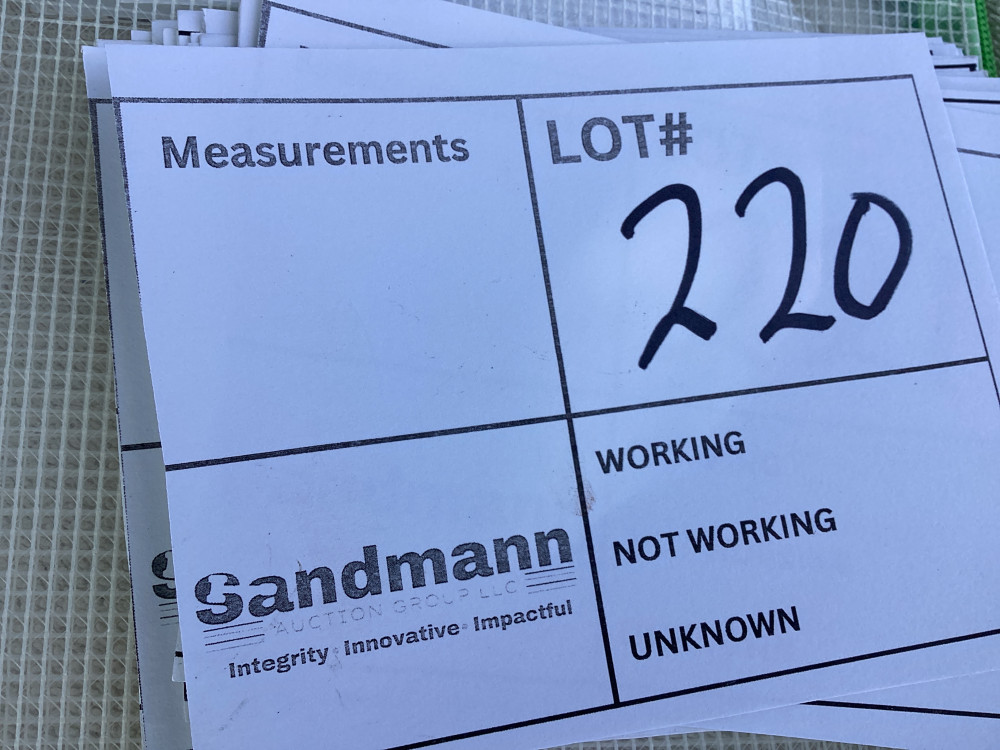 Measurements
LOT#
220
WORKING
NOT WORKING
UNKNOWN
Sandmann
AUCTION GROUP LLC
Integrity Innovative Impactful